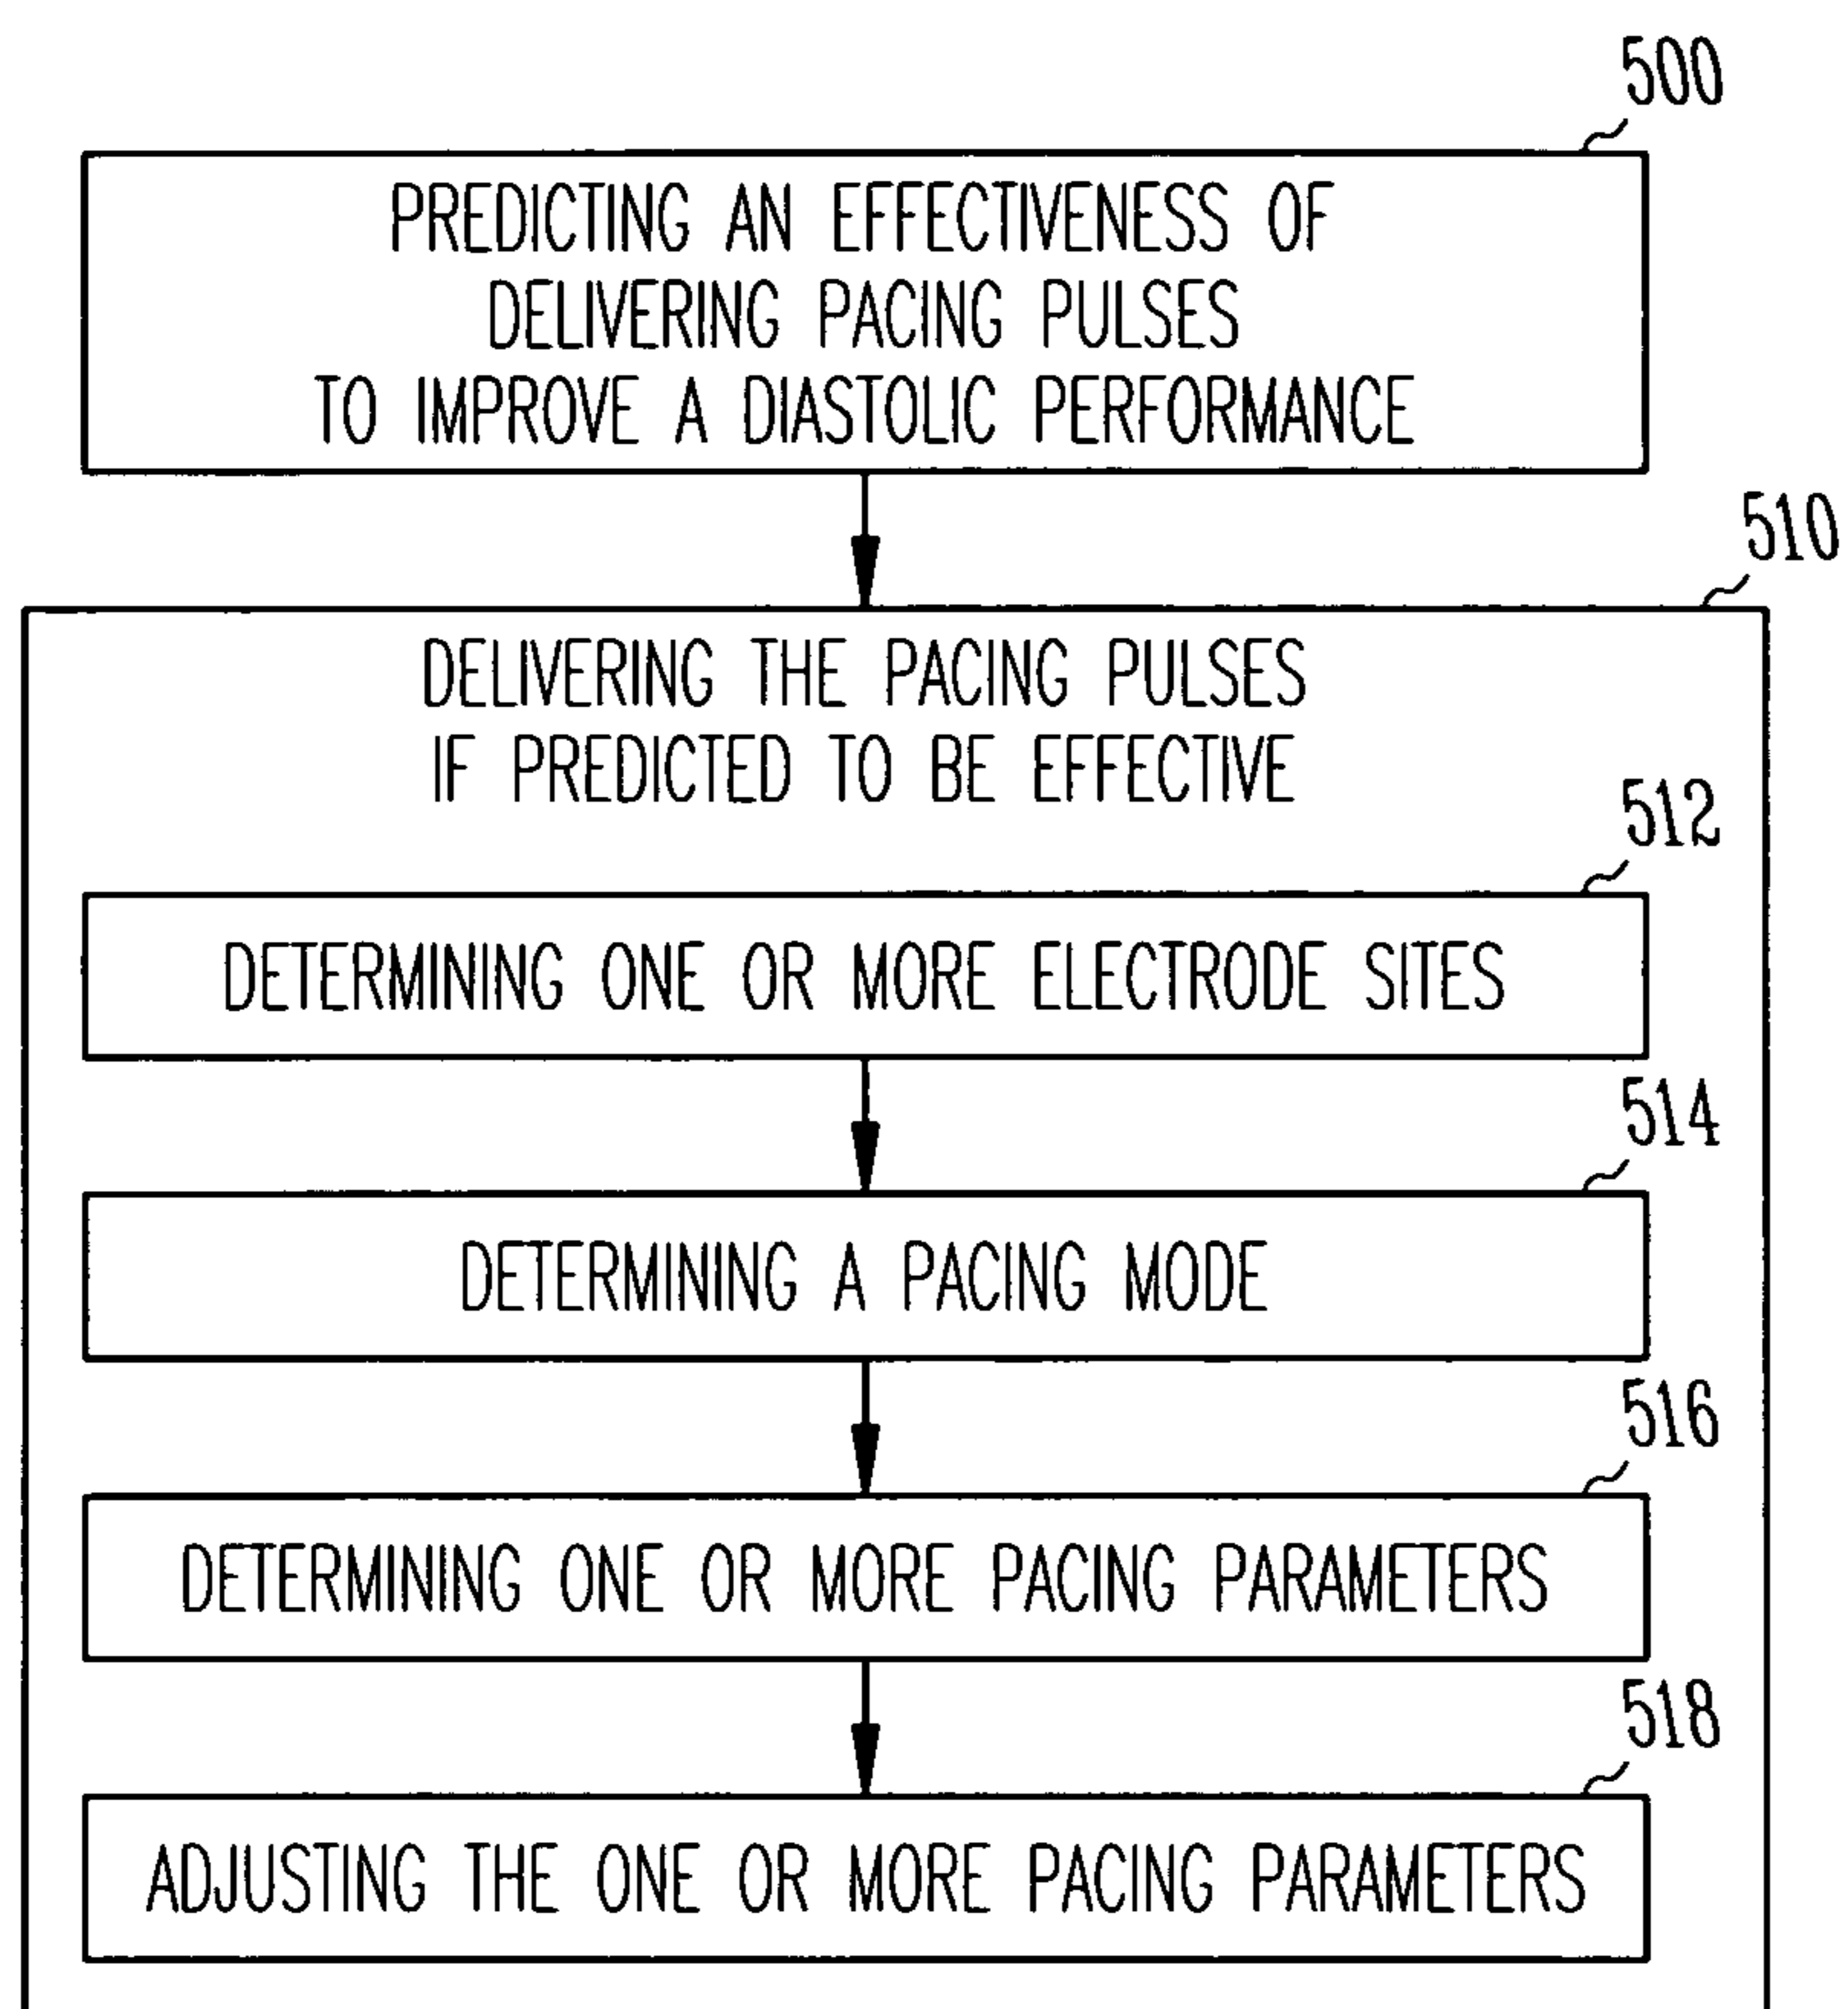 500
PREDICTING AN EFFECTIVENESS OF
DELIVERING PACING PULSES
TO IMPROVE A DIASTOLIC PERFORMANCE
510
DELIVERING THE PACING PULSES
IF PREDICTED TO BE EFFECTIVE
512
DETERMINING ONE OR MORE ELECTRODE SITES
514
DETERMINING A PACING MODE
516
DETERMINING ONE OR MORE PACING PARAMETERS
518
ADJUSTING THE ONE OR MORE PACING PARAMETERS